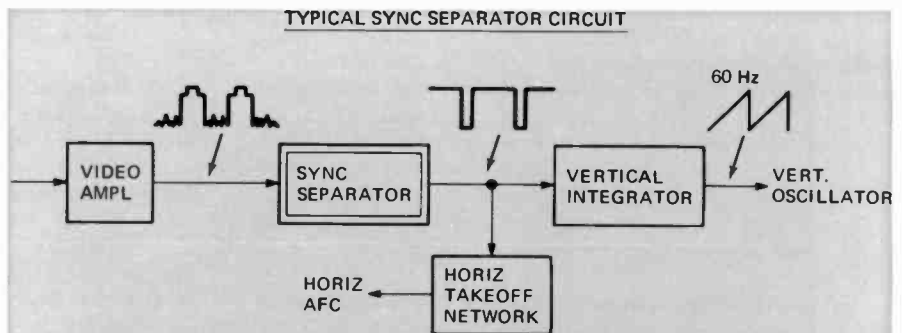 TYPICAL SYNC SEPARATOR CIRCUIT
60 Hz
VIDEO
AMPL
SYNC
SEPARATOR
VERTICAL
INTEGRATOR
VERT.
OSCILLATOR
HORIZ
AFC
HORIZ
TAKEOFF
NETWORK